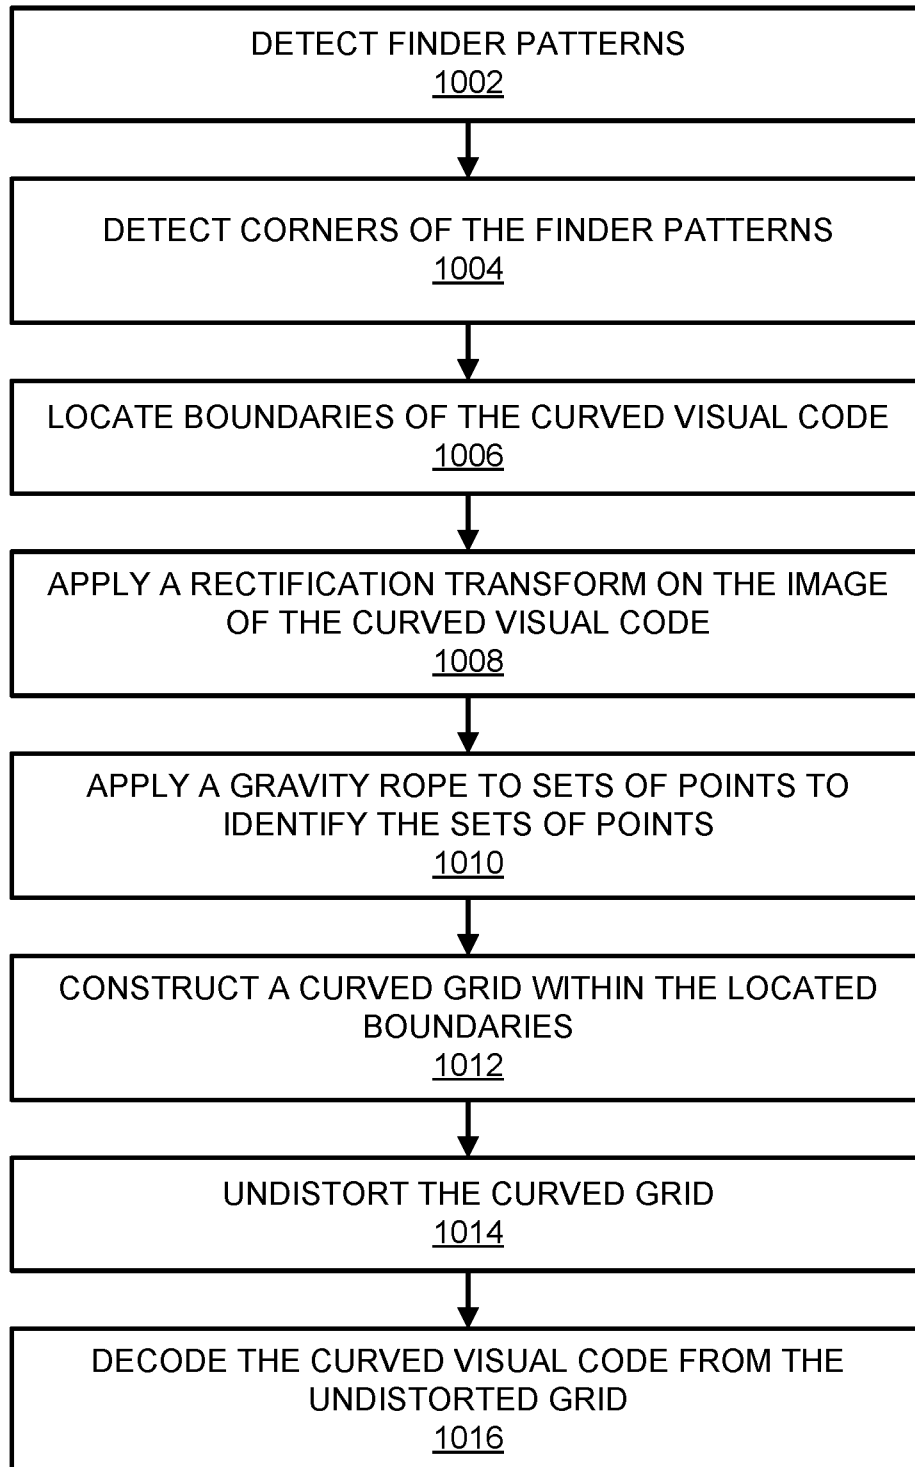 DETECT FINDER PATTERNS
1002
DETECT CORNERS OF THE FINDER PATTERNS
1004
LOCATE BOUNDARIES OF THE CURVED VISUAL CODE
1006
APPLY A RECTIFICATION TRANSFORM ON THE IMAGE
OF THE CURVED VISUAL CODE
1008
APPLY A GRAVITY ROPE TO SETS OF POINTS TO
IDENTIFY THE SETS OF POINTS
1010
CONSTRUCT A CURVED GRID WITHIN THE LOCATED
BOUNDARIES
1012
UNDISTORT THE CURVED GRID
1014
DECODE THE CURVED VISUAL CODE FROM THE
UNDISTORTED GRID
1016